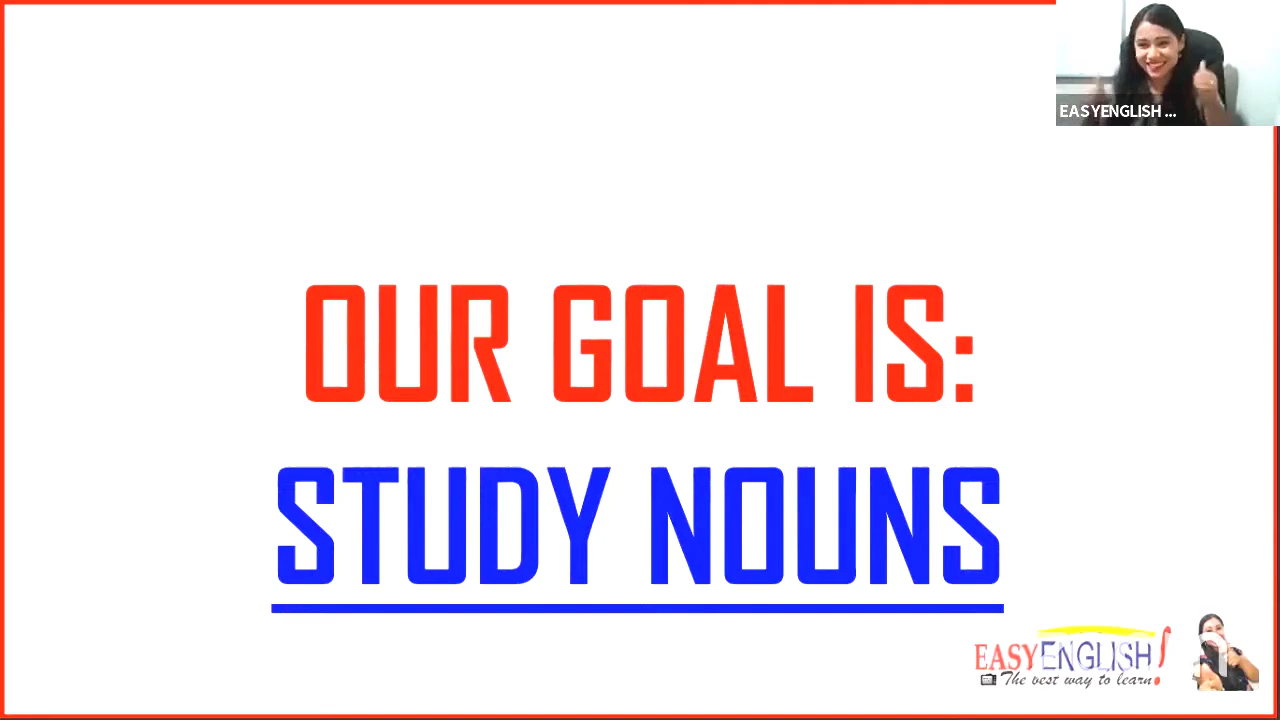 EASYENGLISH ...
OUR GOAL IS:
STUDY NOUNS
EASYENGLISH!
The best way to learn!